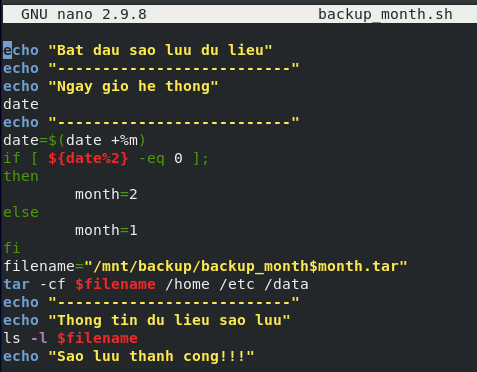 GNU nano 2.9.8 backup_month.sh
echo "Bat dau sao luu du lieu"
echo "--------------------------"
echo "Ngay gio he thong"
date
echo "--------------------------"
date=$(date +%m)
if [ ${date%2} -eq 0 ];
then
        month=2
else
        month=1
fi
filename="/mnt/backup/backup_month$month.tar"
tar -cf $filename /home /etc /data
echo "--------------------------"
echo "Thong tin du lieu sao luu"
ls -l $filename
echo "Sao luu thanh cong!!!"